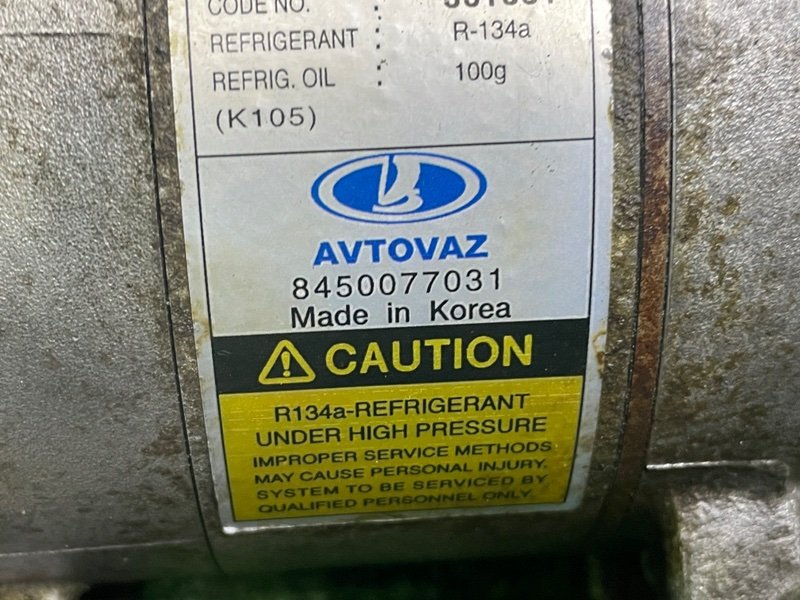 CODE NO. :
REFRIGERANT : R-134a
REFRIG. OIL : 100g
(K105)
AVTOVAZ
8450077031
Made in Korea
CAUTION
R134a-REFRIGERANT
UNDER HIGH PRESSURE
IMPROPER SERVICE METHODS
MAY CAUSE PERSONAL INJURY.
SYSTEM TO BE SERVICED BY
QUALIFIED PERSONNEL ONLY.